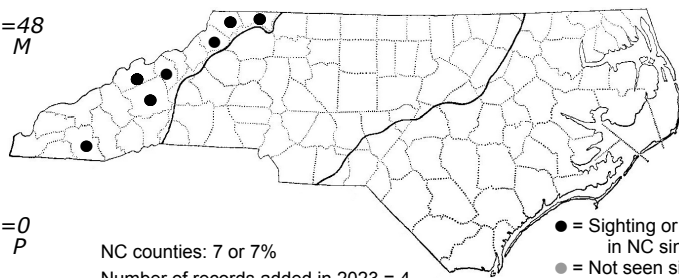 =48
M
=0
P
NC counties: 7 or 7%
Number of records added in 2023 = 4
● = Sighting or
in NC sin
● = Not seen si